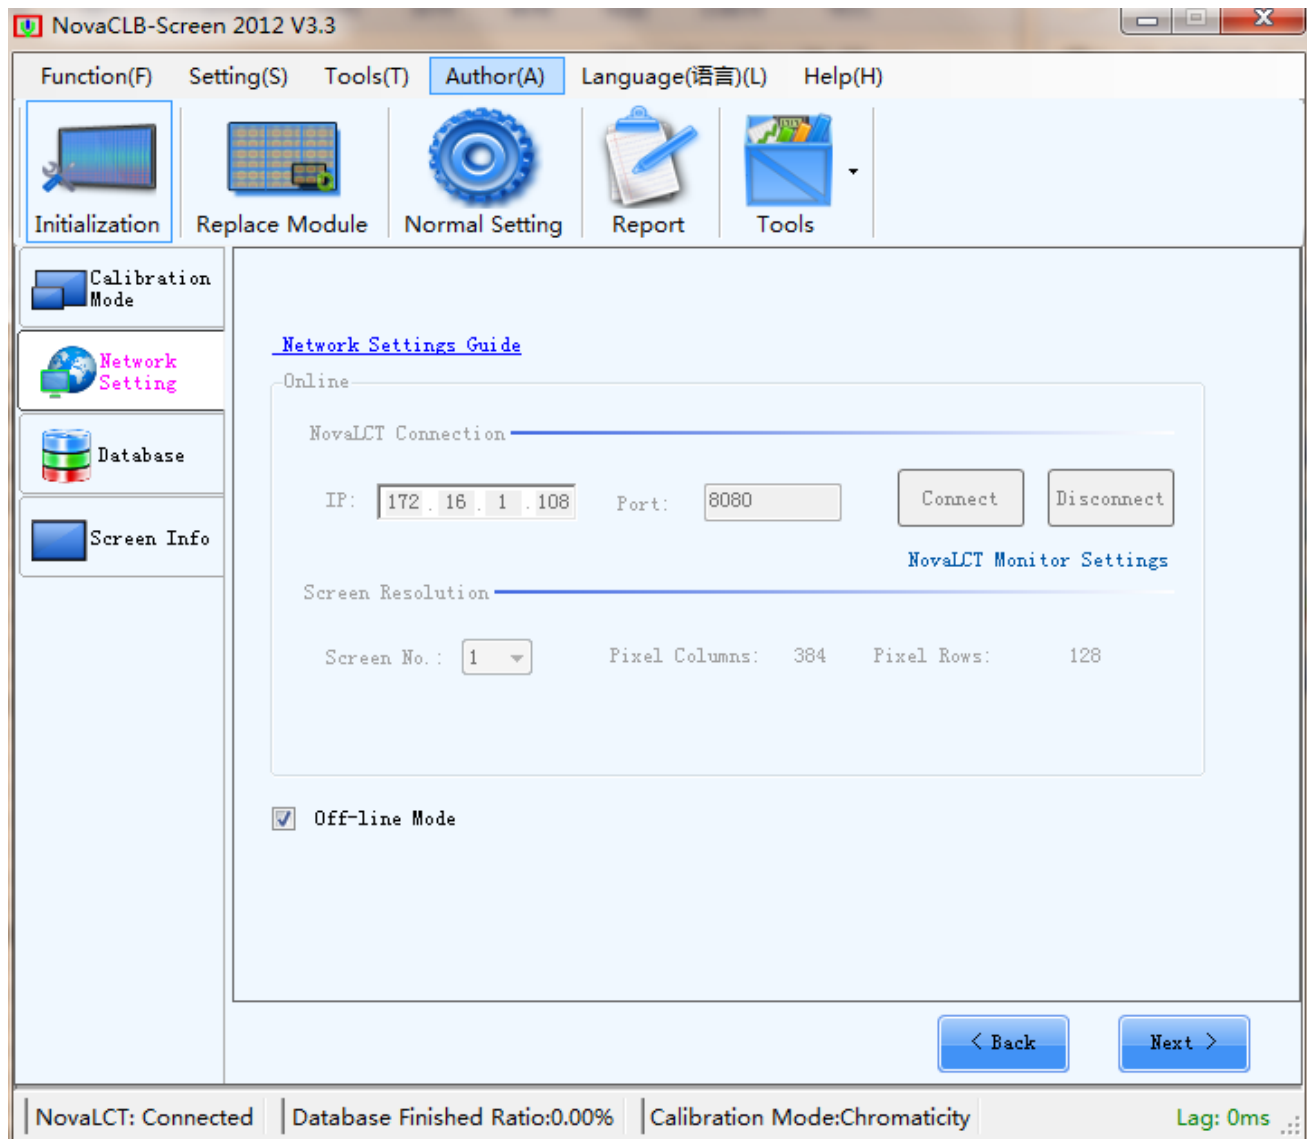 NovaCLB-Screen 2012 V3.3
Function(F) Setting(S) Tools(T) Author(A) Language(语言)(L) Help(H)
Initialization Replace Module Normal Setting Report Tools
Calibration
Mode
Network
Setting
Database
Screen Info
Network Settings Guide
Online
NovaLCT Connection
IP: 172 . 16 . 1 . 108 Port: 8080 Connect Disconnect
NovaLCT Monitor Settings
Screen Resolution
Screen No.: 1 Pixel Columns: 384 Pixel Rows: 128
Off-line Mode
< Back Next >
NovaLCT: Connected Database Finished Ratio:0.00% Calibration Mode:Chromaticity Lag: 0ms